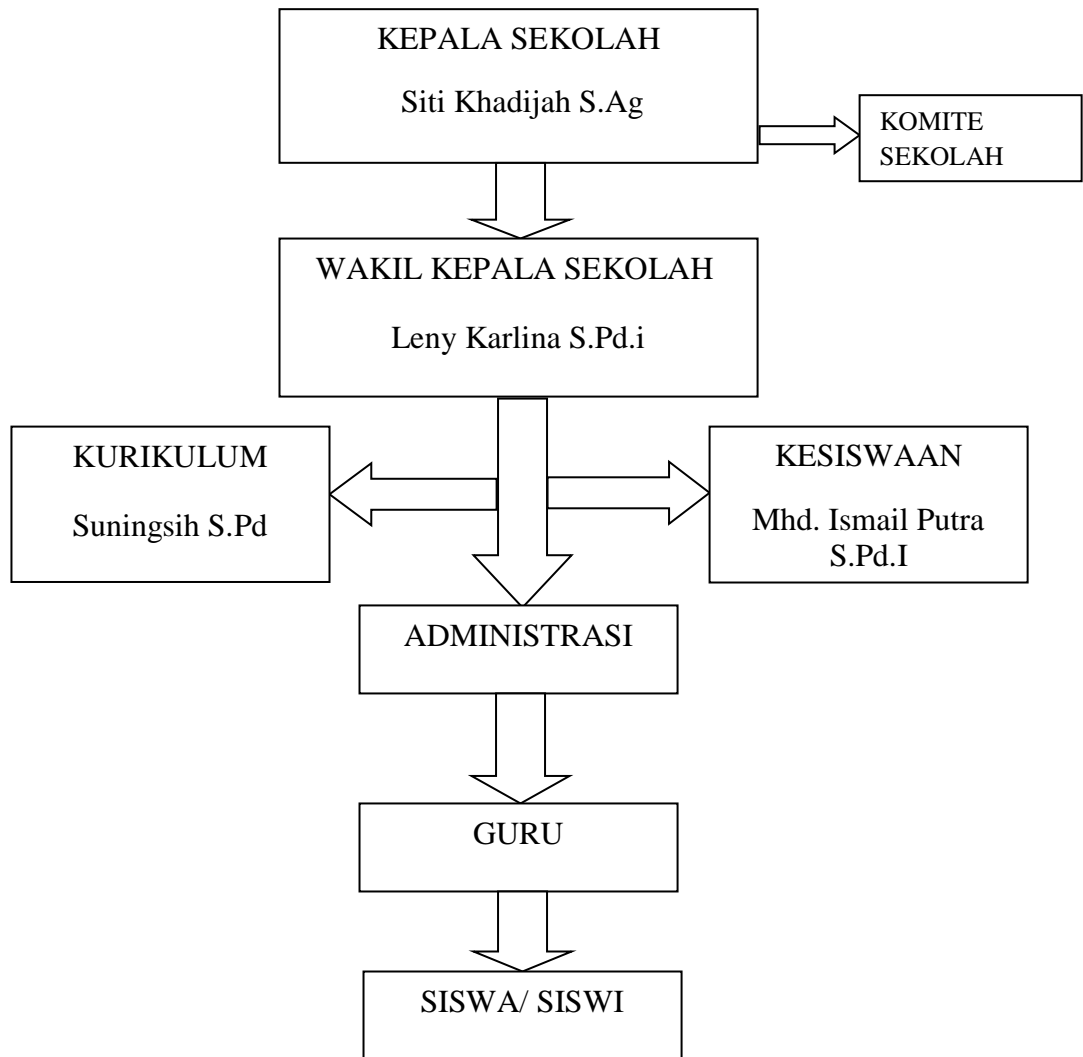 KEPALA SEKOLAH
Siti Khadijah S.Ag
KOMITE
SEKOLAH
WAKIL KEPALA SEKOLAH
Leny Karlina S.Pd.i
KURIKULUM
Suningsih S.Pd
KESISWAAN
Mhd. Ismail Putra
S.Pd.I
ADMINISTRASI
GURU
SISWA/ SISWI